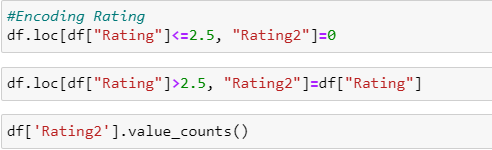 #Encoding Rating
df.loc[df["Rating"]<=2.5, "Rating2"]=0
df.loc[df["Rating"]>2.5, "Rating2"]=df["Rating"]
df['Rating2'].value_counts()